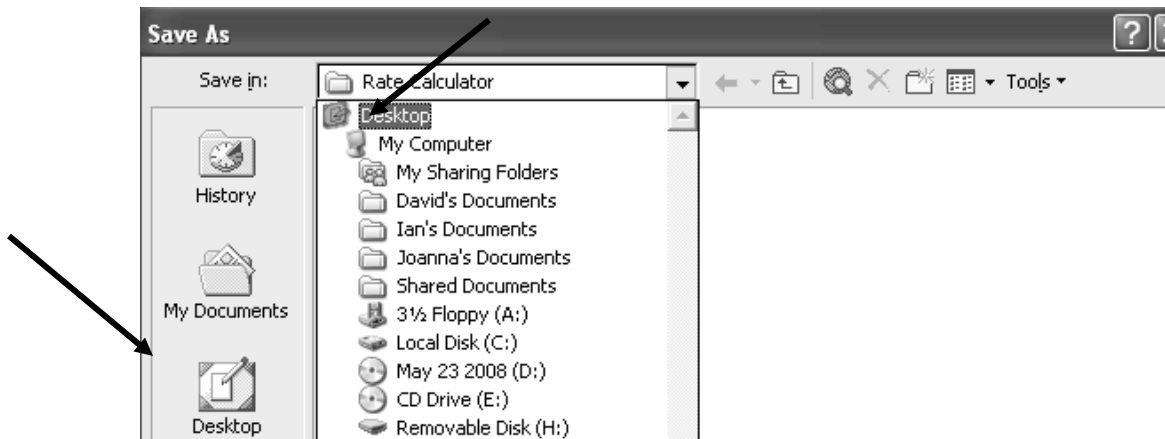 Save As
?
Save in:
Rate Calculator
Tools
Desktop
My Computer
My Sharing Folders
David's Documents
Ian's Documents
Joanna's Documents
Shared Documents
3½ Floppy (A:)
Local Disk (C:)
May 23 2008 (D:)
CD Drive (E:)
Removable Disk (H:)
History
My Documents
Desktop